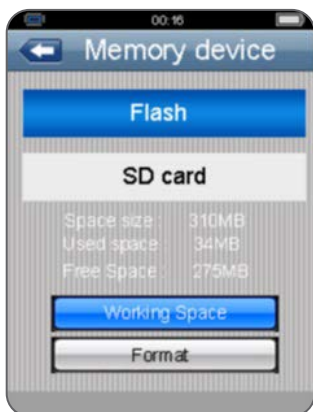 00:16
Memory device
Flash
SD card
Space size : 310MB
Used space : 34MB
Free Space : 275MB
Working Space
Format